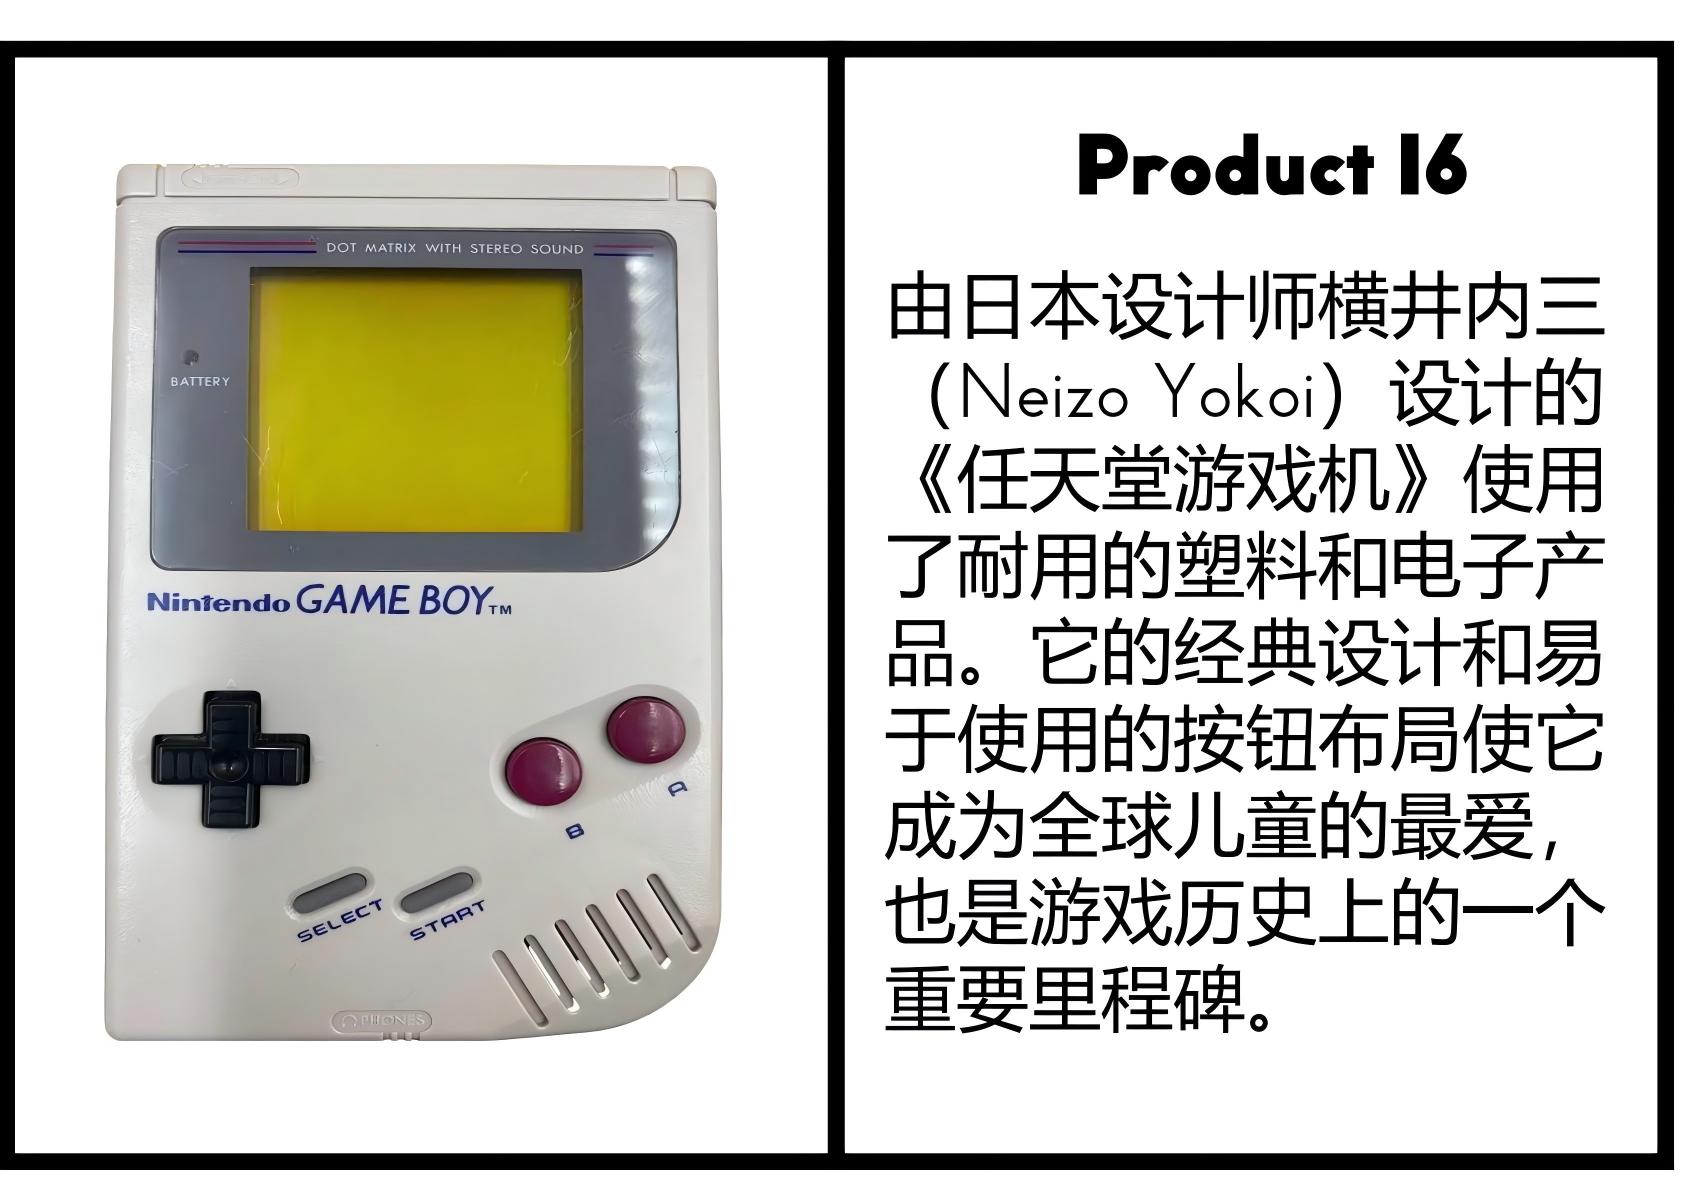 DOT MATRIX WITH STEREO SOUND
BATTERY
Nintendo GAME BOY TM
B
A
SELECT
START
PHONES
Product 16
由日本设计师横井内三
（Neizo Yokoi）设计的
《任天堂游戏机》使用
了耐用的塑料和电子产
品。它的经典设计和易
于使用的按钮布局使它
成为全球儿童的最爱，
也是游戏历史上的一个
重要里程碑。